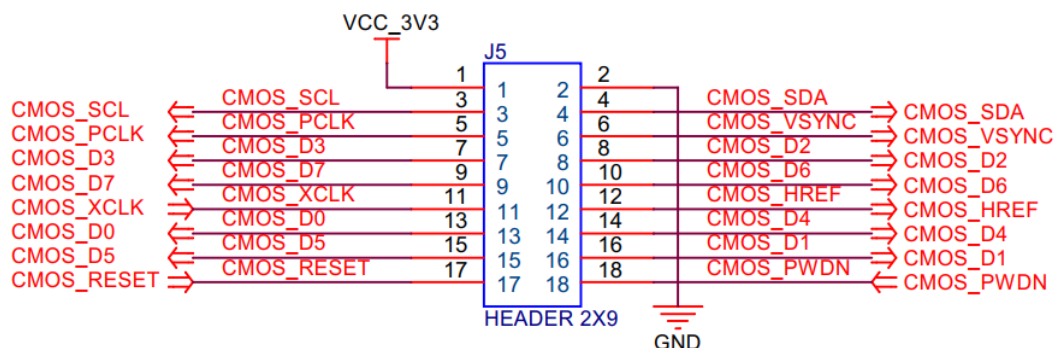 VCC_3V3
J5
1 1 2 2
CMOS_SCL CMOS_SCL 3 3 4 4 CMOS_SDA CMOS_SDA
CMOS_PCLK CMOS_PCLK 5 5 6 6 CMOS_VSYNC CMOS_VSYNC
CMOS_D3 CMOS_D3 7 7 8 8 CMOS_D2 CMOS_D2
CMOS_D7 CMOS_D7 9 9 10 10 CMOS_D6 CMOS_D6
CMOS_XCLK CMOS_XCLK 11 11 12 12 CMOS_HREF CMOS_HREF
CMOS_D0 CMOS_D0 13 13 14 14 CMOS_D4 CMOS_D4
CMOS_D5 CMOS_D5 15 15 16 16 CMOS_D1 CMOS_D1
CMOS_RESET CMOS_RESET 17 17 18 18 CMOS_PWDN CMOS_PWDN
HEADER 2X9
GND